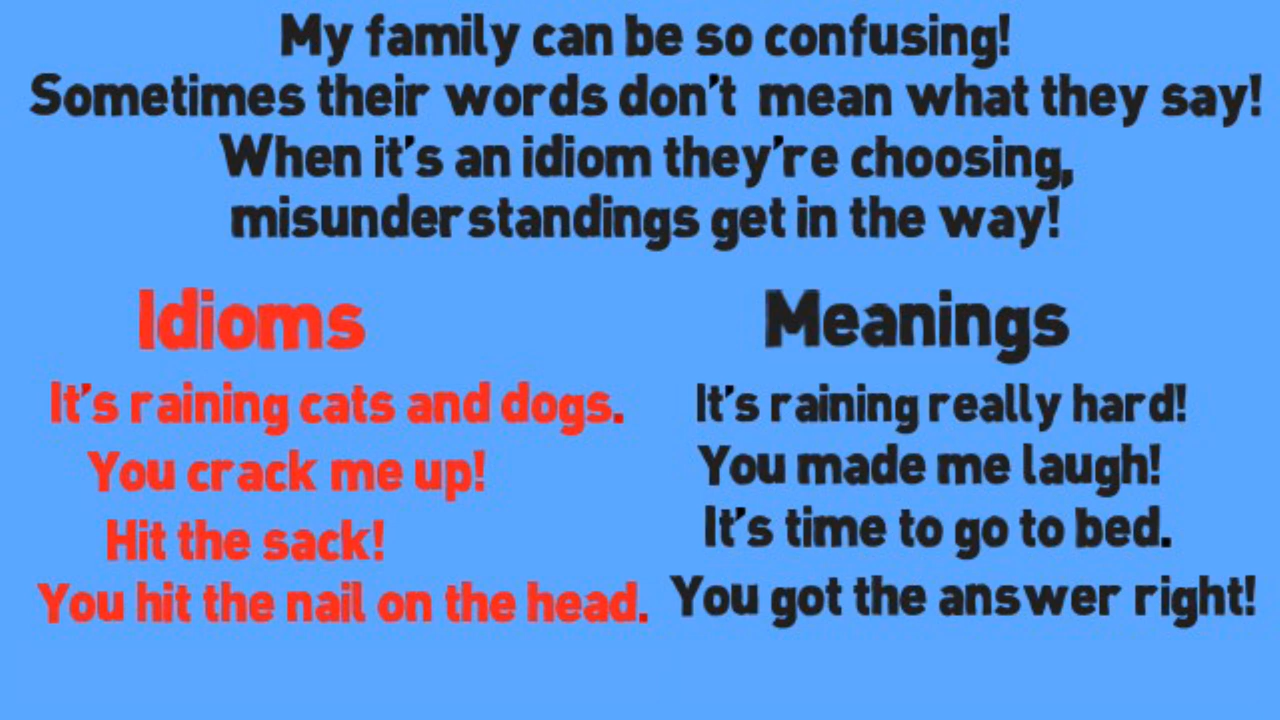 My family can be so confusing!
Sometimes their words don't mean what they say!
When it's an idiom they're choosing,
misunderstandings get in the way!
Idioms
Meanings
It's raining cats and dogs.
It's raining really hard!
You crack me up!
You made me laugh!
Hit the sack!
It's time to go to bed.
You hit the nail on the head.
You got the answer right!